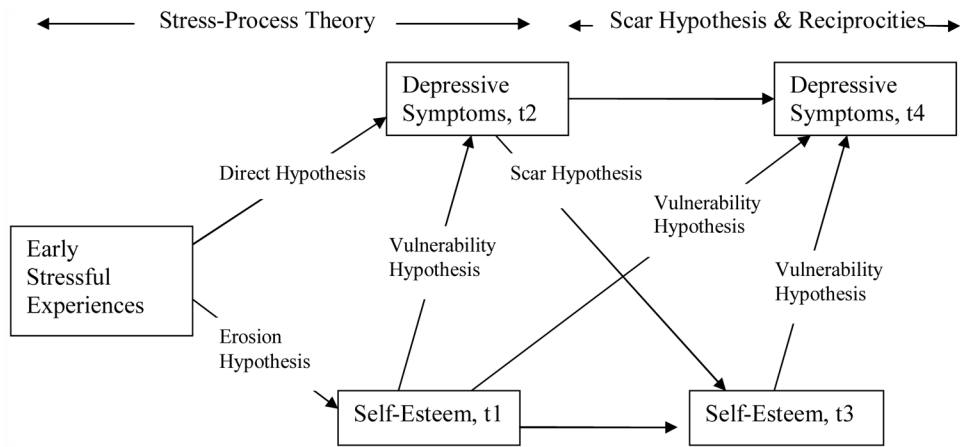 Stress-Process Theory
Scar Hypothesis & Reciprocities
Depressive
Symptoms, t2
Depressive
Symptoms, t4
Direct Hypothesis
Scar Hypothesis
Vulnerability
Hypothesis
Early
Stressful
Experiences
Vulnerability
Hypothesis
Vulnerability
Hypothesis
Erosion
Hypothesis
Self-Esteem, t1
Self-Esteem, t3